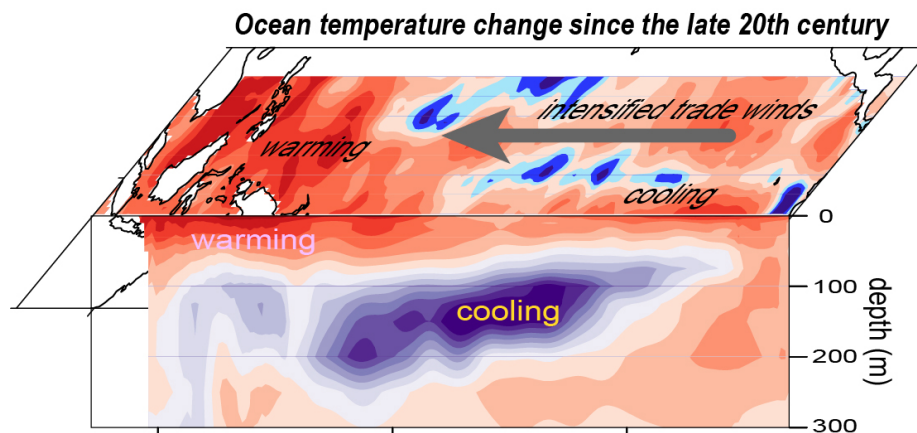 Ocean temperature change since the late 20th century
intensified trade winds
warming
cooling
0
warming
100
cooling
depth (m)
200
300